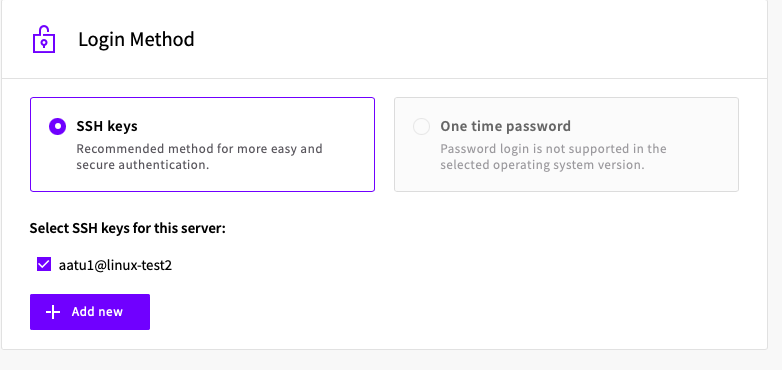 Login Method
SSH keys
Recommended method for more easy and
secure authentication.
One time password
Password login is not supported in the
selected operating system version.
Select SSH keys for this server:
aatu1@linux-test2
Add new